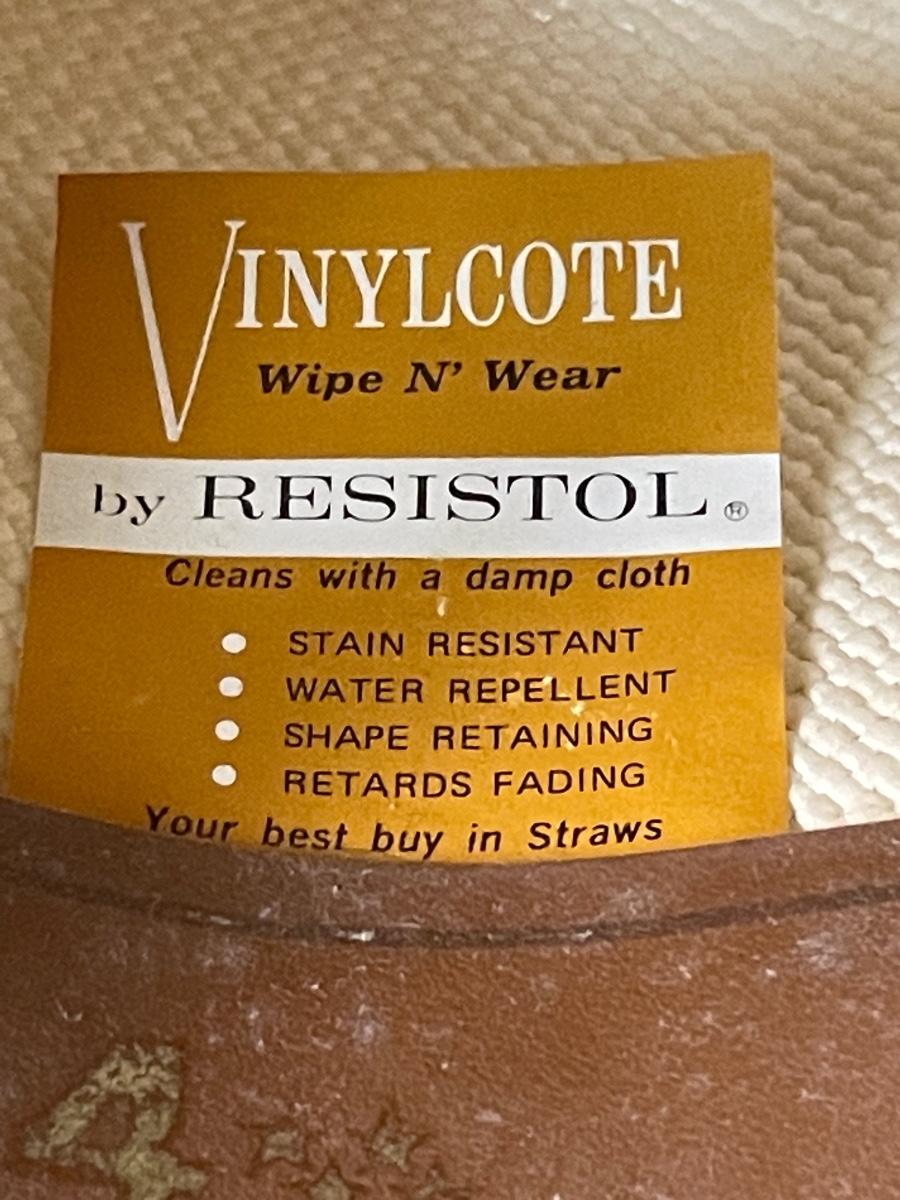 VINYLCOTE
Wipe N' Wear
by RESISTOL ®
Cleans with a damp cloth
• STAIN RESISTANT
• WATER REPELLENT
• SHAPE RETAINING
• RETARDS FADING
Your best buy in Straws